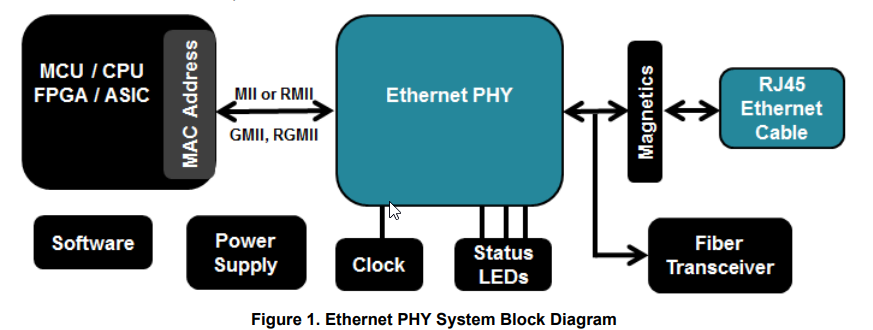 MCU / CPU
FPGA / ASIC
MAC Address
MII or RMII
GMII, RGMII
Ethernet PHY
Magnetics
RJ45
Ethernet
Cable
Software
Power
Supply
Clock
Status
LEDs
Fiber
Transceiver
Figure 1. Ethernet PHY System Block Diagram